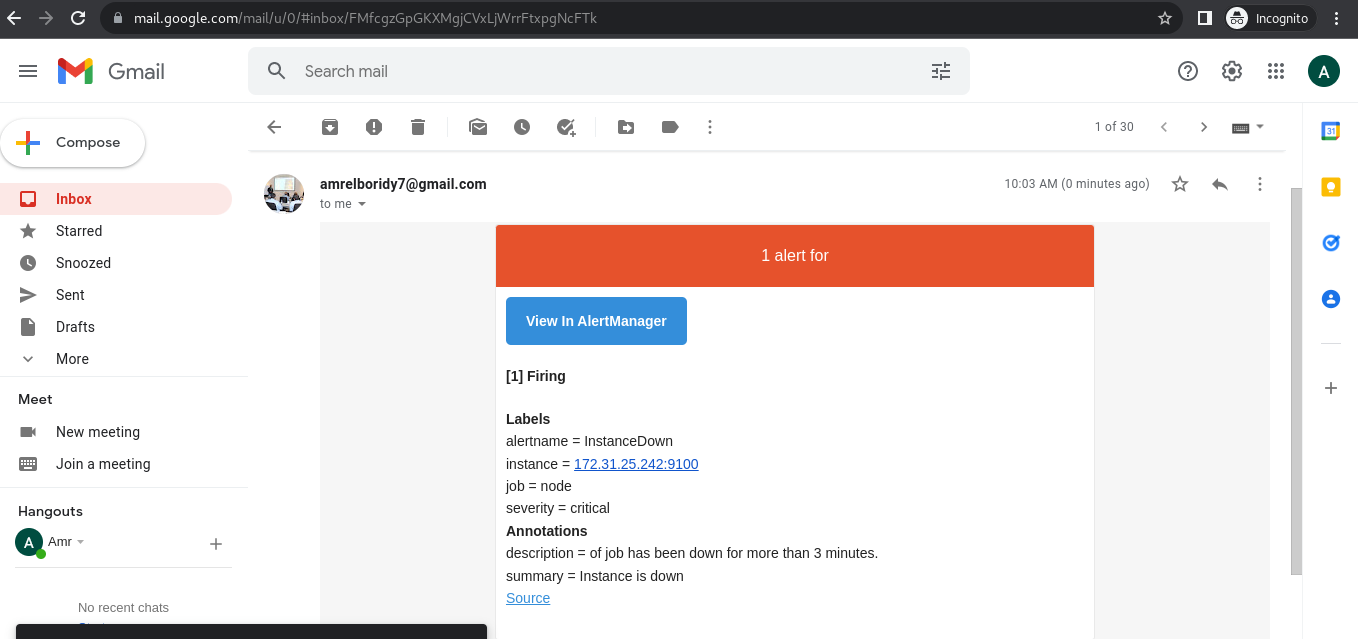 mail.google.com/mail/u/0/#inbox/FMfcgzGpGKXMgjCVxLjWrrFtxpgNcFTk
Incognito
Gmail
Search mail
A
Compose
1 of 30
31
Inbox
Starred
Snoozed
Sent
Drafts
More
Meet
New meeting
Join a meeting
Hangouts
A
Amr
No recent chats
amrelboridy7@gmail.com
10:03 AM (0 minutes ago)
to me
1 alert for
View In AlertManager
[1] Firing
Labels
alertname = InstanceDown
instance = 172.31.25.242:9100
job = node
severity = critical
Annotations
description = of job has been down for more than 3 minutes.
summary = Instance is down
Source